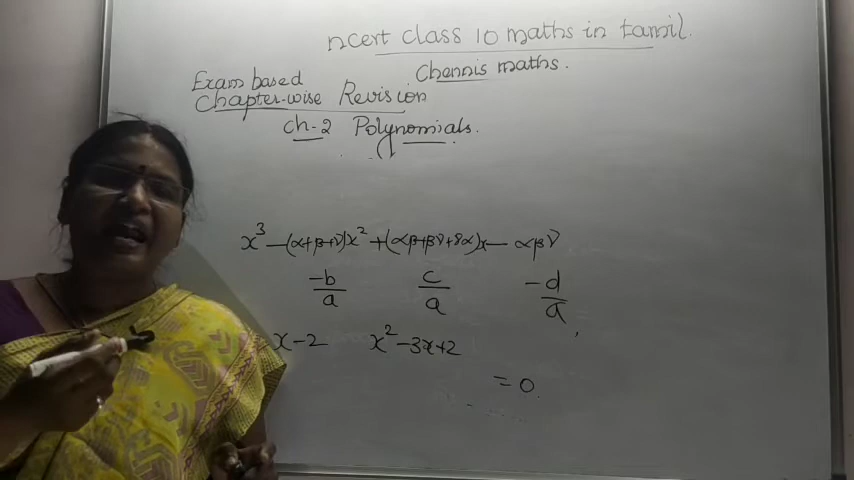 ncert class 10 maths in tamil.
Chennis maths.
Exam based
Chapter-wise Revision
ch-2 Polynomials.
x³ -(α+β+γ)x² +(αβ+βγ+γα)x - αβγ
-b/a c/a -d/a
x-2 x²-3x+2
=0.